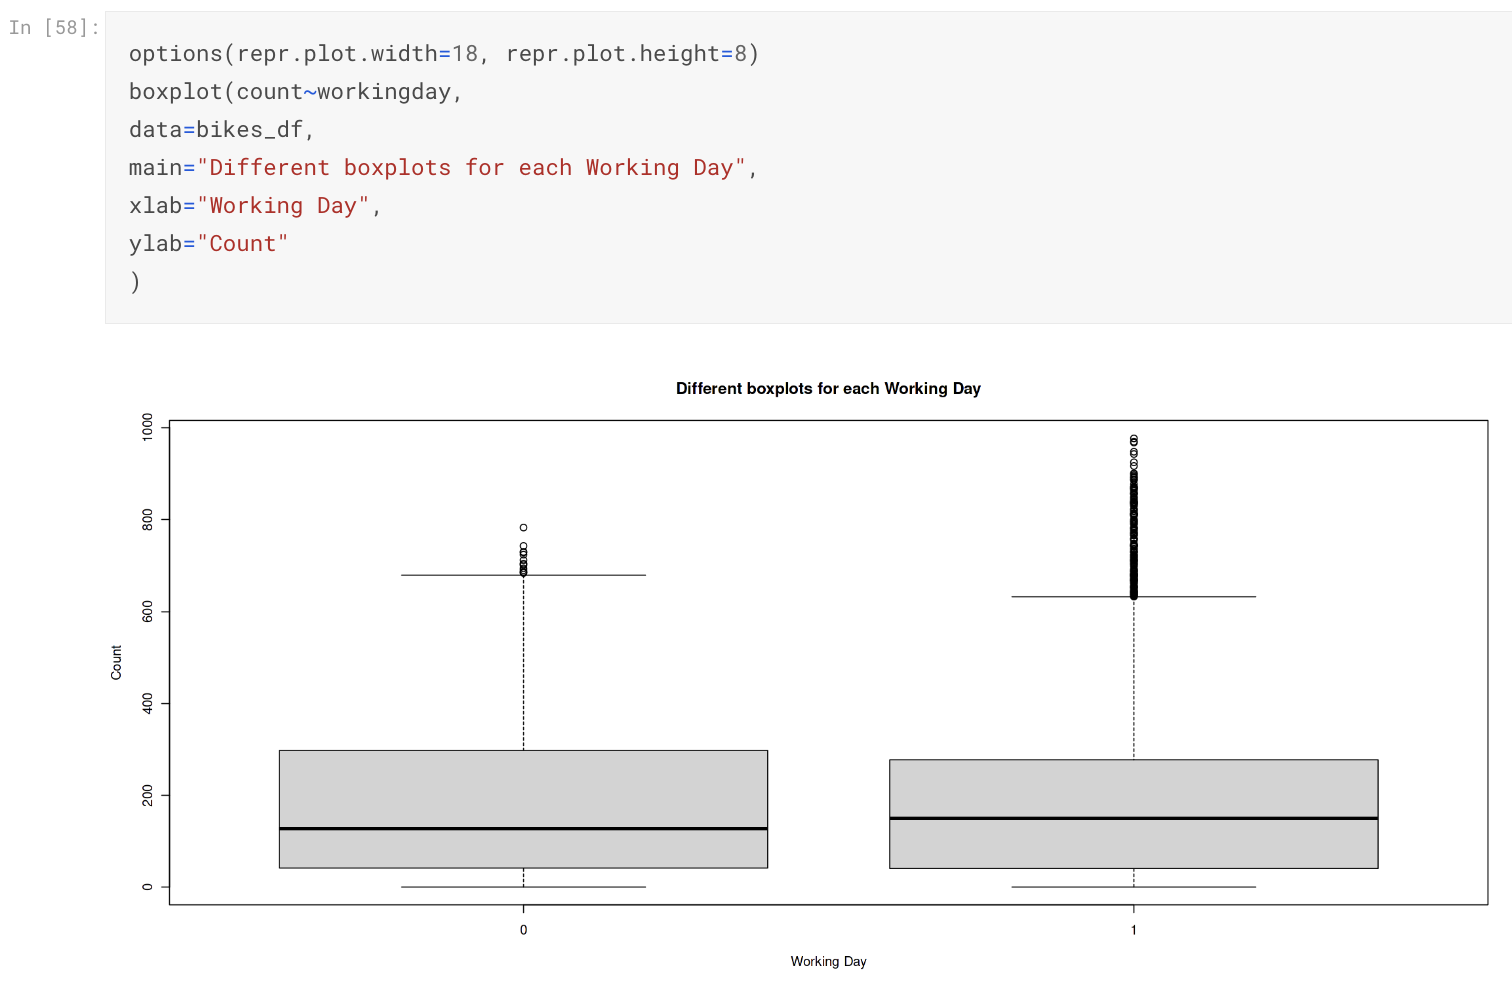 In [58]:
options(repr.plot.width=18, repr.plot.height=8)
boxplot(count~workingday,
data=bikes_df,
main="Different boxplots for each Working Day",
xlab="Working Day",
ylab="Count"
)
Different boxplots for each Working Day
1000
800
600
400
200
0
Count
0 1
Working Day